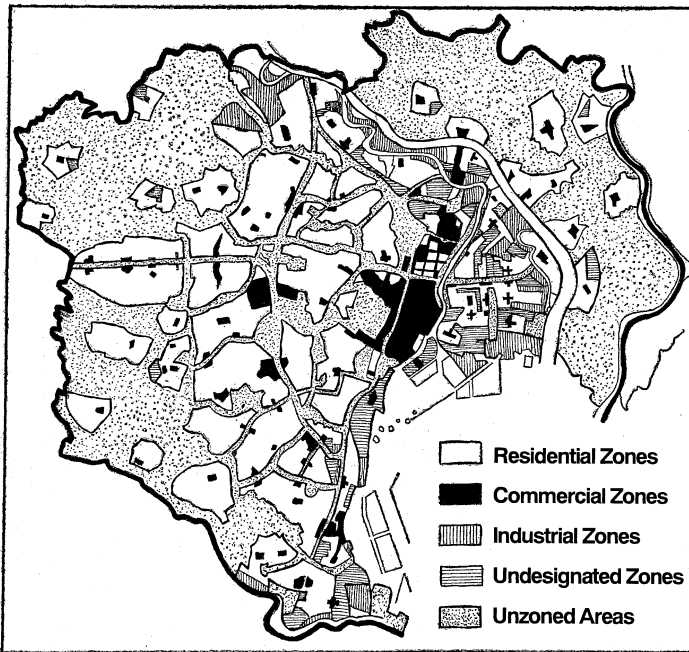 Residential Zones
Commercial Zones
Industrial Zones
Undesignated Zones
Unzoned Areas